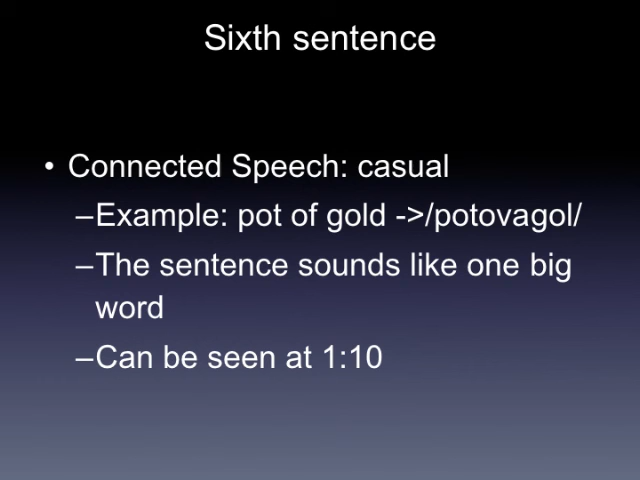 Sixth sentence
• Connected Speech: casual
–Example: pot of gold ->/potovagol/
–The sentence sounds like one big
word
–Can be seen at 1:10